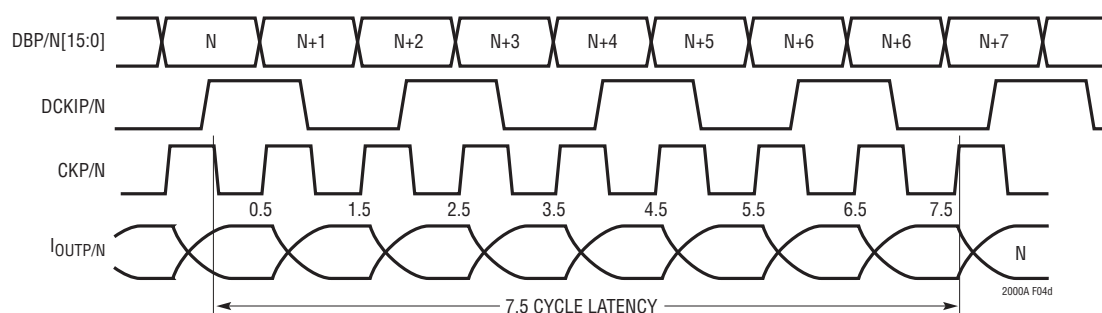 DBP/N[15:0] N N+1 N+2 N+3 N+4 N+5 N+6 N+6 N+7
DCKIP/N
CKP/N
0.5 1.5 2.5 3.5 4.5 5.5 6.5 7.5
IOUTP/N N
2000A F04d
7.5 CYCLE LATENCY